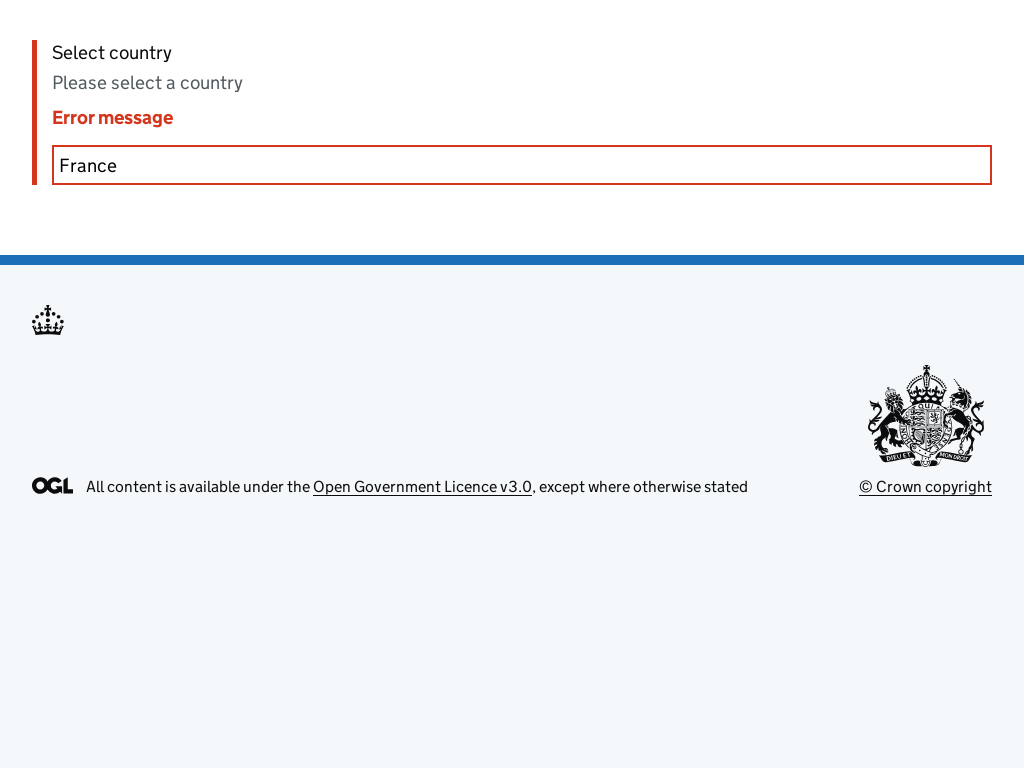 Select country
Please select a country
Error message
France
QUI
DIEU ET MON DROIT
OGL All content is available under the Open Government Licence v3.0, except where otherwise stated
© Crown copyright